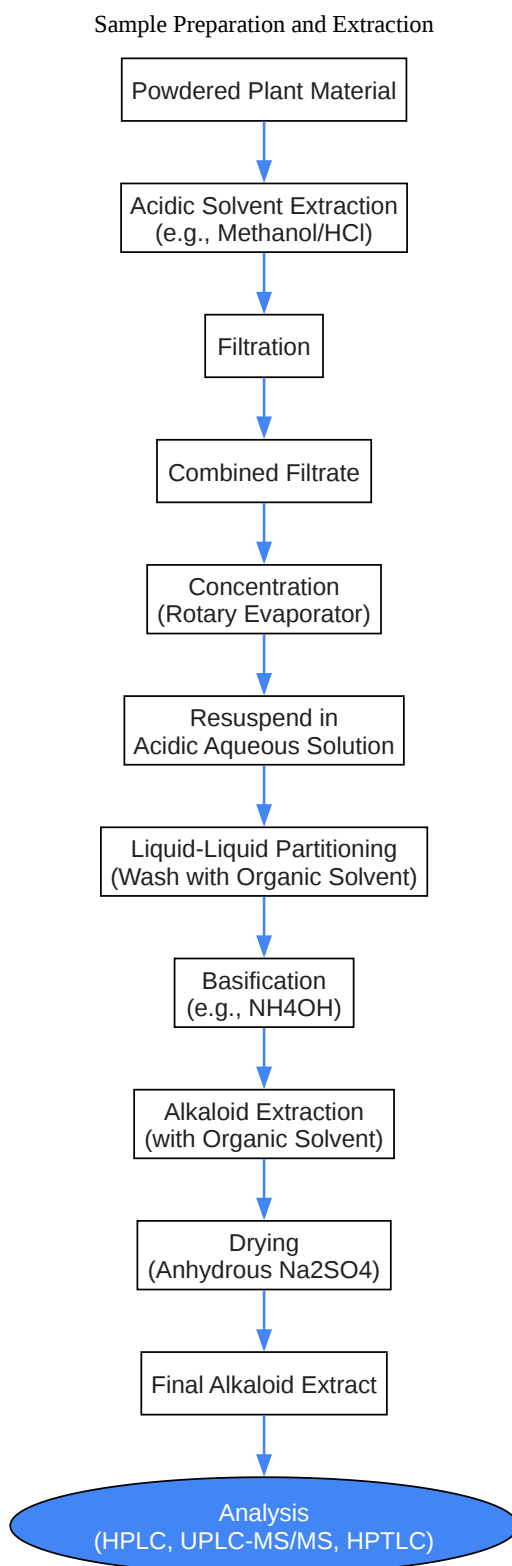 Sample Preparation and Extraction
Powdered Plant Material
Acidic Solvent Extraction
(e.g., Methanol/HCl)
Filtration
Combined Filtrate
Concentration
(Rotary Evaporator)
Resuspend in
Acidic Aqueous Solution
Liquid-Liquid Partitioning
(Wash with Organic Solvent)
Basification
(e.g., NH4OH)
Alkaloid Extraction
(with Organic Solvent)
Drying
(Anhydrous Na2SO4)
Final Alkaloid Extract
Analysis
(HPLC, UPLC-MS/MS, HPTLC)